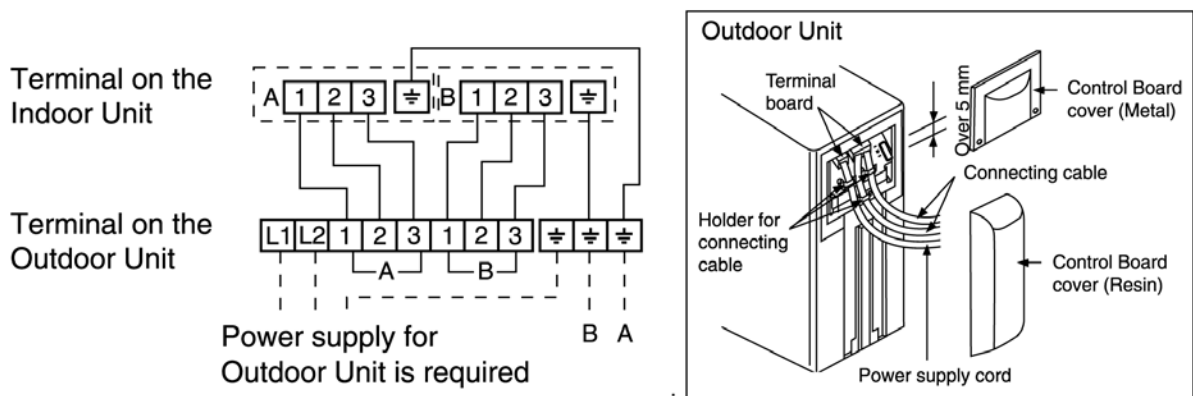 Terminal on the
Indoor Unit
A 1 2 3 B 1 2 3
Terminal on the
Outdoor Unit
L1 L2 1 2 3 1 2 3
A B
Power supply for
Outdoor Unit is required
B A
Outdoor Unit
Terminal
board
Over 5 mm
Control Board
cover (Metal)
Connecting cable
Holder for
connecting
cable
Control Board
cover (Resin)
Power supply cord